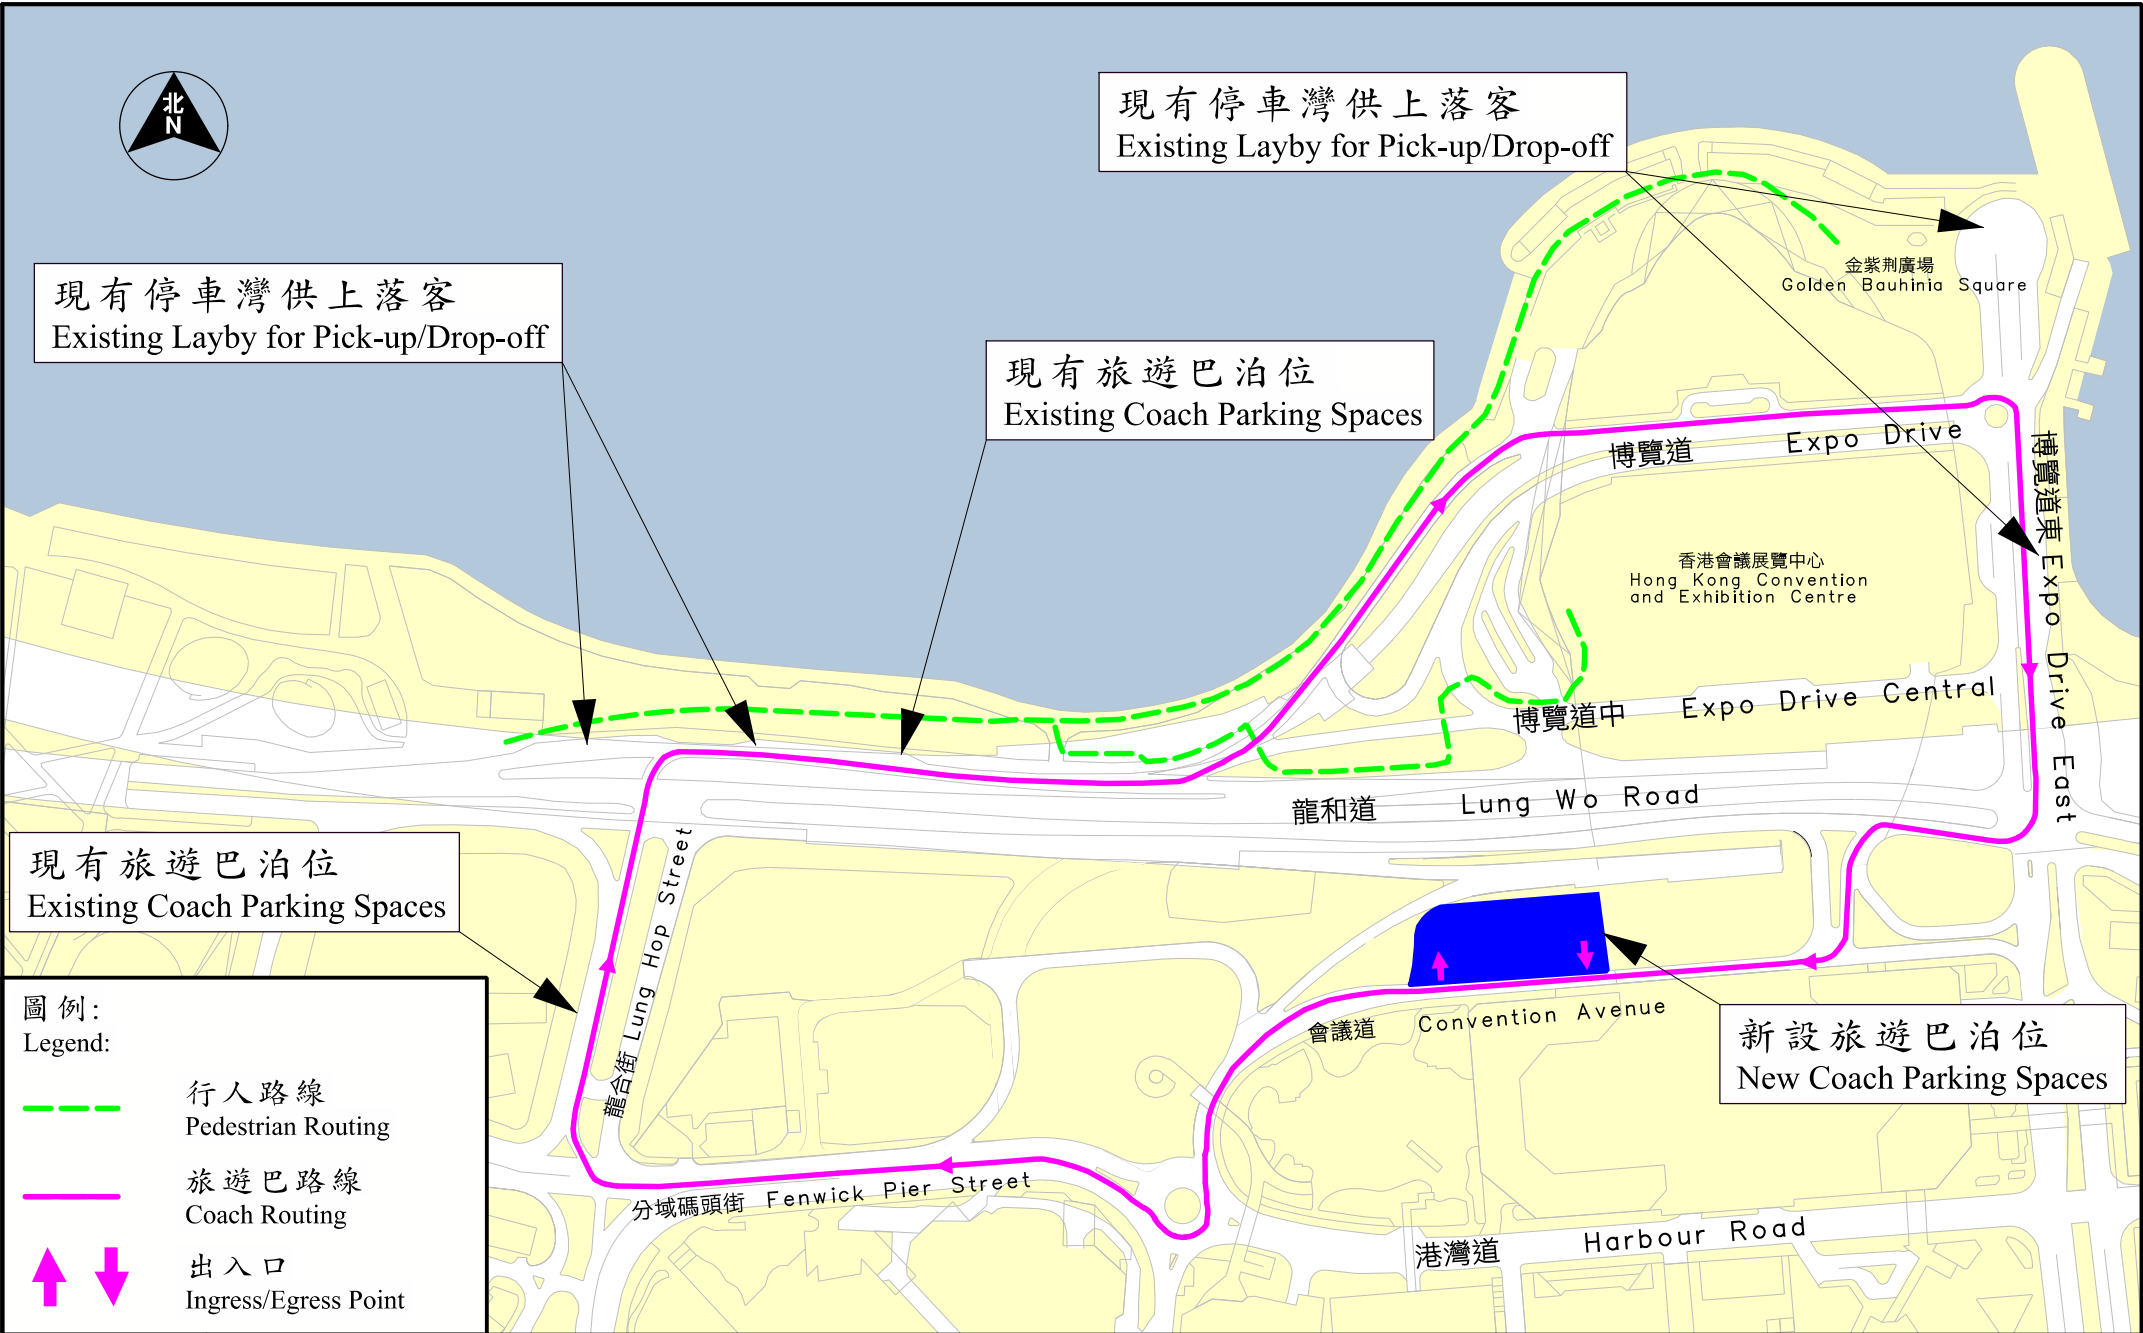 北
N
現有停車灣供上落客
Existing Layby for Pick-up/Drop-off
現有停車灣供上落客
Existing Layby for Pick-up/Drop-off
現有旅遊巴泊位
Existing Coach Parking Spaces
金紫荆廣場
Golden Bauhinia Square
博覽道 Expo Drive
博覽道東 Expo Drive East
香港會議展覽中心
Hong Kong Convention
and Exhibition Centre
博覽道中 Expo Drive Central
龍和道 Lung Wo Road
現有旅遊巴泊位
Existing Coach Parking Spaces
龍合街 Lung Hop Street
會議道 Convention Avenue
新設旅遊巴泊位
New Coach Parking Spaces
分域碼頭街 Fenwick Pier Street
港灣道 Harbour Road
圖例:
Legend:
行人路線
Pedestrian Routing
旅遊巴路線
Coach Routing
出入口
Ingress/Egress Point